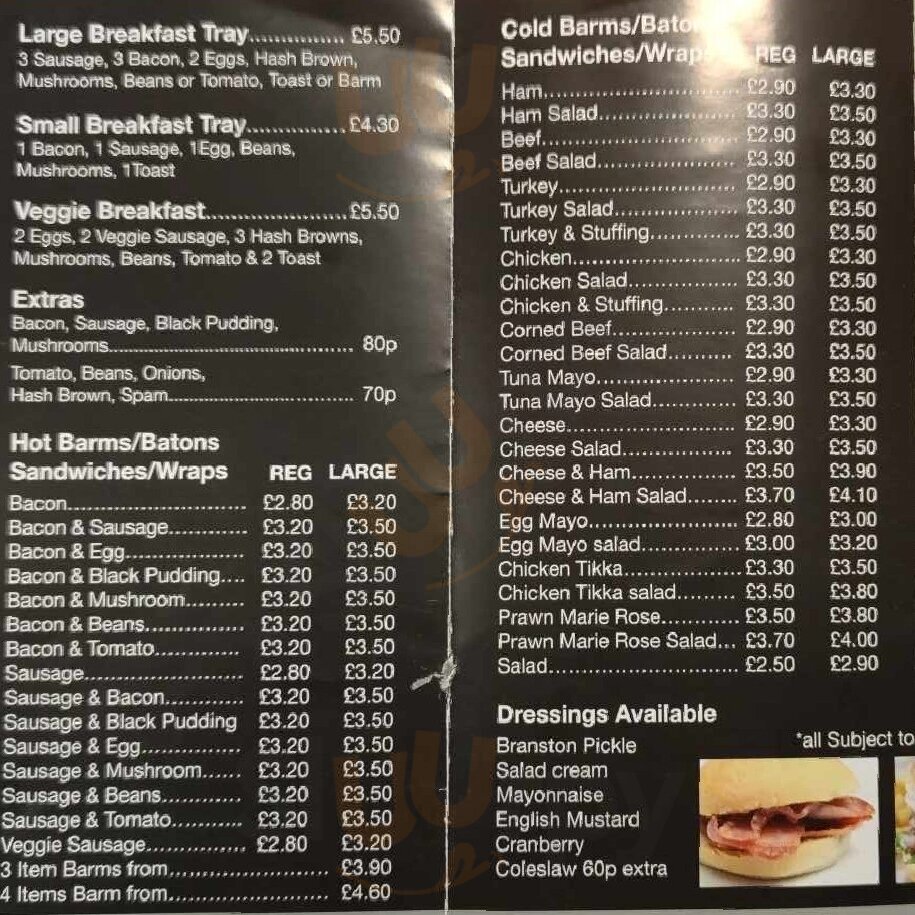 Large Breakfast Tray............... £5.50
3 Sausage, 3 Bacon, 2 Eggs, Hash Brown,
Mushrooms, Beans or Tomato, Toast or Barm
Small Breakfast Tray............... £4.30
1 Bacon, 1 Sausage, 1Egg, Beans,
Mushrooms, 1Toast
Veggie Breakfast..................... £5.50
2 Eggs, 2 Veggie Sausage, 3 Hash Browns,
Mushrooms, Beans, Tomato & 2 Toast
Extras
Bacon, Sausage, Black Pudding,
Mushrooms............................................. 80p
Tomato, Beans, Onions,
Hash Brown, Spam.................................. 70p
Hot Barms/Batons
Sandwiches/Wraps REG LARGE
Bacon............................. £2.80 £3.20
Bacon & Sausage............. £3.20 £3.50
Bacon & Egg.................... £3.20 £3.50
Bacon & Black Pudding.... £3.20 £3.50
Bacon & Mushroom......... £3.20 £3.50
Bacon & Beans................ £3.20 £3.50
Bacon & Tomato.............. £3.20 £3.50
Sausage.......................... £2.80 £3.20
Sausage & Bacon............. £3.20 £3.50
Sausage & Black Pudding £3.20 £3.50
Sausage & Egg................ £3.20 £3.50
Sausage & Mushroom...... £3.20 £3.50
Sausage & Beans............. £3.20 £3.50
Sausage & Tomato........... £3.20 £3.50
Veggie Sausage................ £2.80 £3.20
3 Item Barms from.......................... £3.90
4 Items Barm from.......................... £4.60
Cold Barms/Bato
Sandwiches/Wrap REG LARGE
Ham................................ £2.90 £3.30
Ham Salad....................... £3.30 £3.50
Beef................................ £2.90 £3.30
Beef Salad....................... £3.30 £3.50
Turkey............................. £2.90 £3.30
Turkey Salad.................... £3.30 £3.50
Turkey & Stuffing.............. £3.30 £3.50
Chicken........................... £2.90 £3.30
Chicken Salad.................. £3.30 £3.50
Chicken & Stuffing............ £3.30 £3.50
Corned Beef.................... £2.90 £3.30
Corned Beef Salad........... £3.30 £3.50
Tuna Mayo....................... £2.90 £3.30
Tuna Mayo Salad.............. £3.30 £3.50
Cheese............................ £2.90 £3.30
Cheese Salad................... £3.30 £3.50
Cheese & Ham.................. £3.50 £3.90
Cheese & Ham Salad........ £3.70 £4.10
Egg Mayo........................ £2.80 £3.00
Egg Mayo salad................ £3.00 £3.20
Chicken Tikka................... £3.30 £3.50
Chicken Tikka salad.......... £3.50 £3.80
Prawn Marie Rose............. £3.50 £3.80
Prawn Marie Rose Salad... £3.70 £4.00
Salad............................... £2.50 £2.90
Dressings Available
*all Subject to
Branston Pickle
Salad cream
Mayonnaise
English Mustard
Cranberry
Coleslaw 60p extra